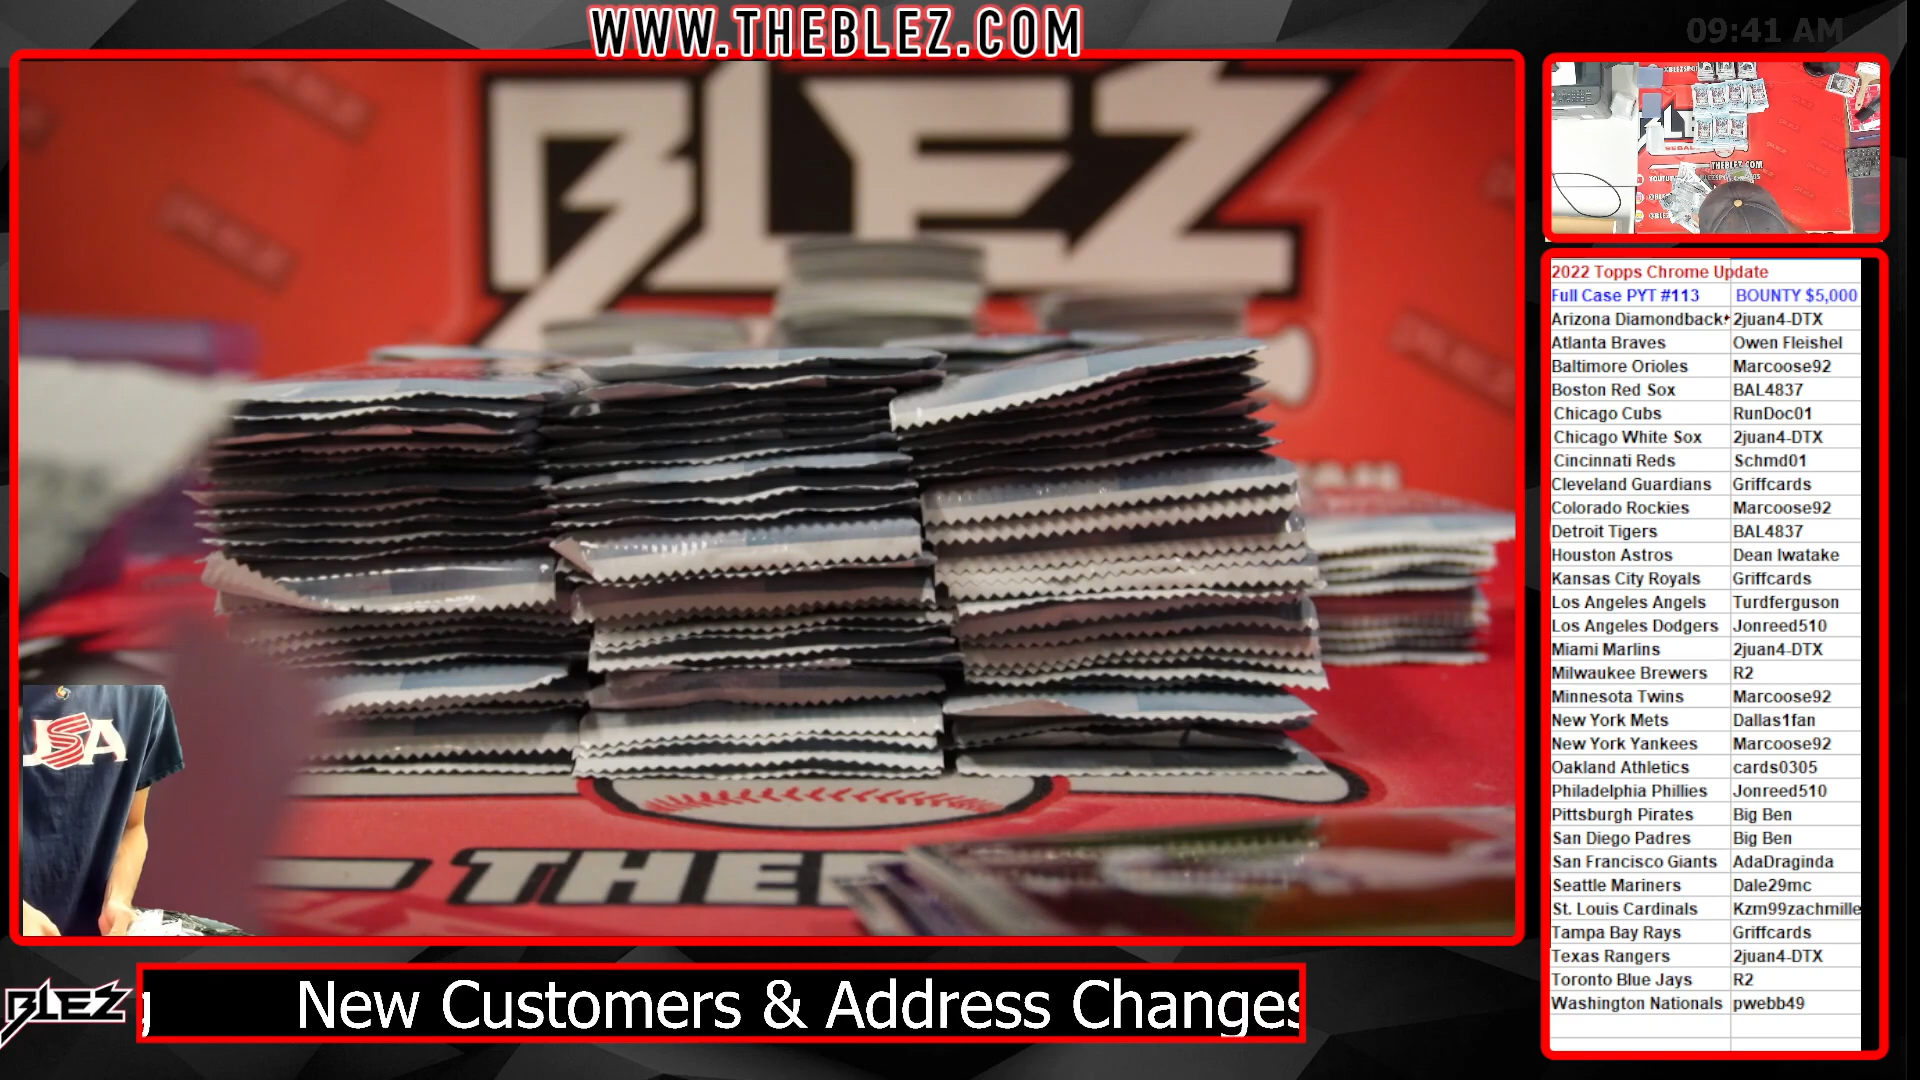 WWW.THEBLEZ.COM
09:41 AM
BLEZ
THE
USA
THEBLEZ.COM
2022 Topps Chrome Update
Full Case PYT #113 BOUNTY $5,000
Arizona Diamondback 2juan4-DTX
Atlanta Braves Owen Fleishel
Baltimore Orioles Marcoose92
Boston Red Sox BAL4837
Chicago Cubs RunDoc01
Chicago White Sox 2juan4-DTX
Cincinnati Reds Schmd01
Cleveland Guardians Griffcards
Colorado Rockies Marcoose92
Detroit Tigers BAL4837
Houston Astros Dean Iwatake
Kansas City Royals Griffcards
Los Angeles Angels Turdferguson
Los Angeles Dodgers Jonreed510
Miami Marlins 2juan4-DTX
Milwaukee Brewers R2
Minnesota Twins Marcoose92
New York Mets Dallas1fan
New York Yankees Marcoose92
Oakland Athletics cards0305
Philadelphia Phillies Jonreed510
Pittsburgh Pirates Big Ben
San Diego Padres Big Ben
San Francisco Giants AdaDraginda
Seattle Mariners Dale29mc
St. Louis Cardinals Kzm99zachmille
Tampa Bay Rays Griffcards
Texas Rangers 2juan4-DTX
Toronto Blue Jays R2
Washington Nationals pwebb49
BLEZ
New Customers & Address Changes